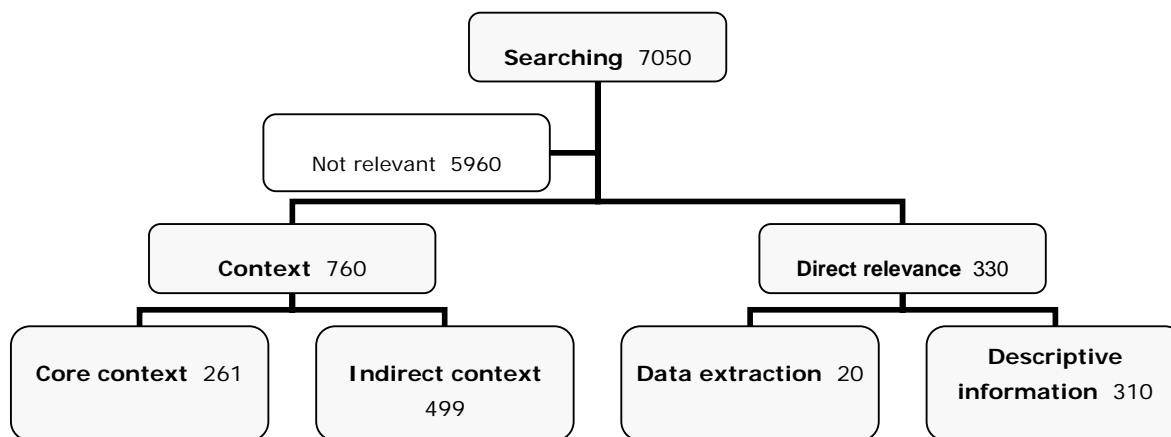 Searching 7050
Not relevant 5960
Context 760
Direct relevance 330
Core context 261
Indirect context
499
Data extraction 20
Descriptive
information 310